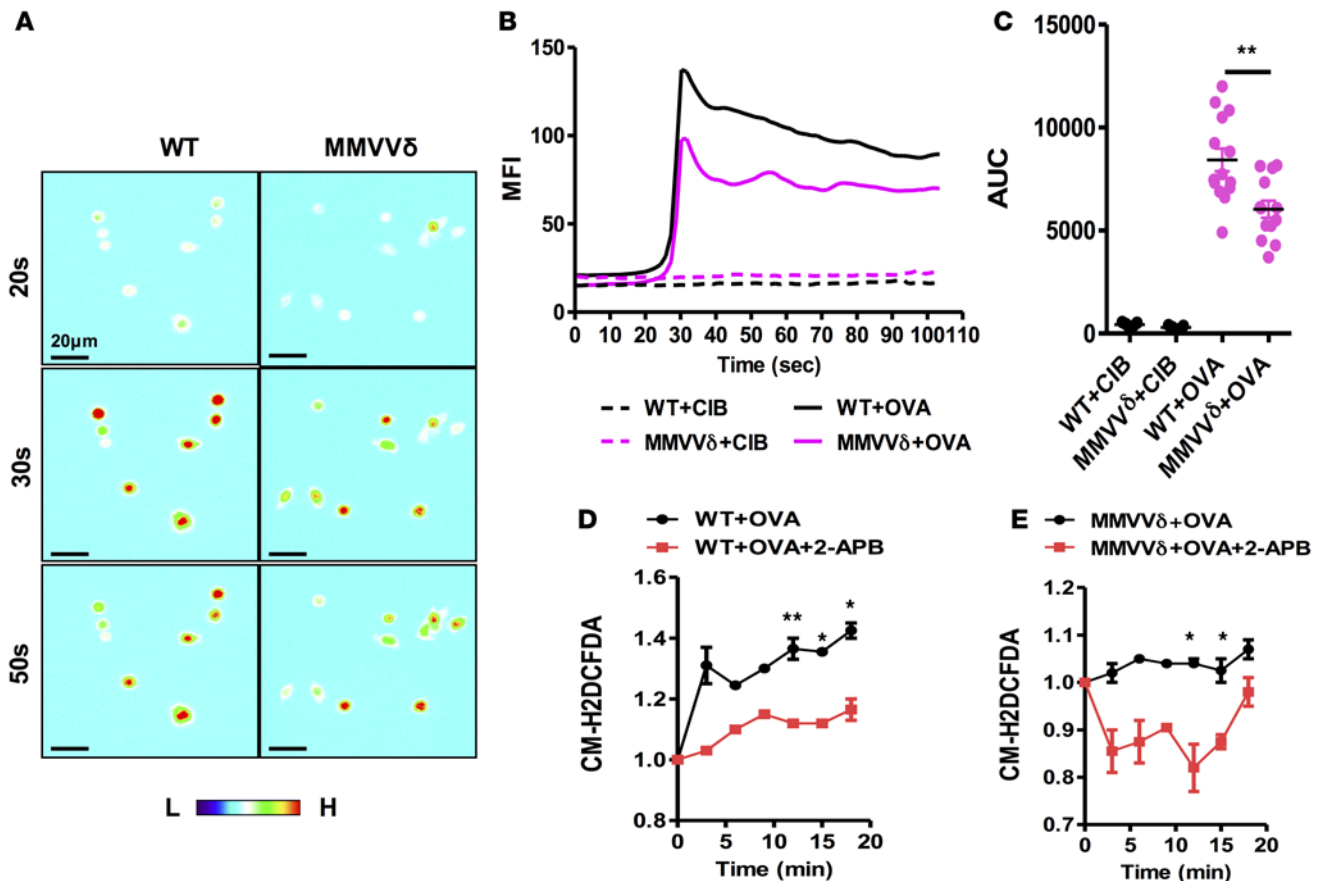 A
WT
MMVVδ
20s
20μm
30s
50s
L
H
B
MFI
150
100
50
0
0 10 20 30 40 50 60 70 80 90 100 110
Time (sec)
WT+CIB
WT+OVA
MMVVδ+CIB
MMVVδ+OVA
C
AUC
15000
10000
5000
0
**
WT+CIB
MMVVδ+CIB
WT+OVA
MMVVδ+OVA
D
WT+OVA
WT+OVA+2-APB
CM-H2DCFDA
1.6
1.4
1.2
1.0
0.8
** * *
0 5 10 15 20
Time (min)
E
MMVVδ+OVA
MMVVδ+OVA+2-APB
CM-H2DCFDA
1.2
1.1
1.0
0.9
0.8
0.7
* *
0 5 10 15 20
Time (min)